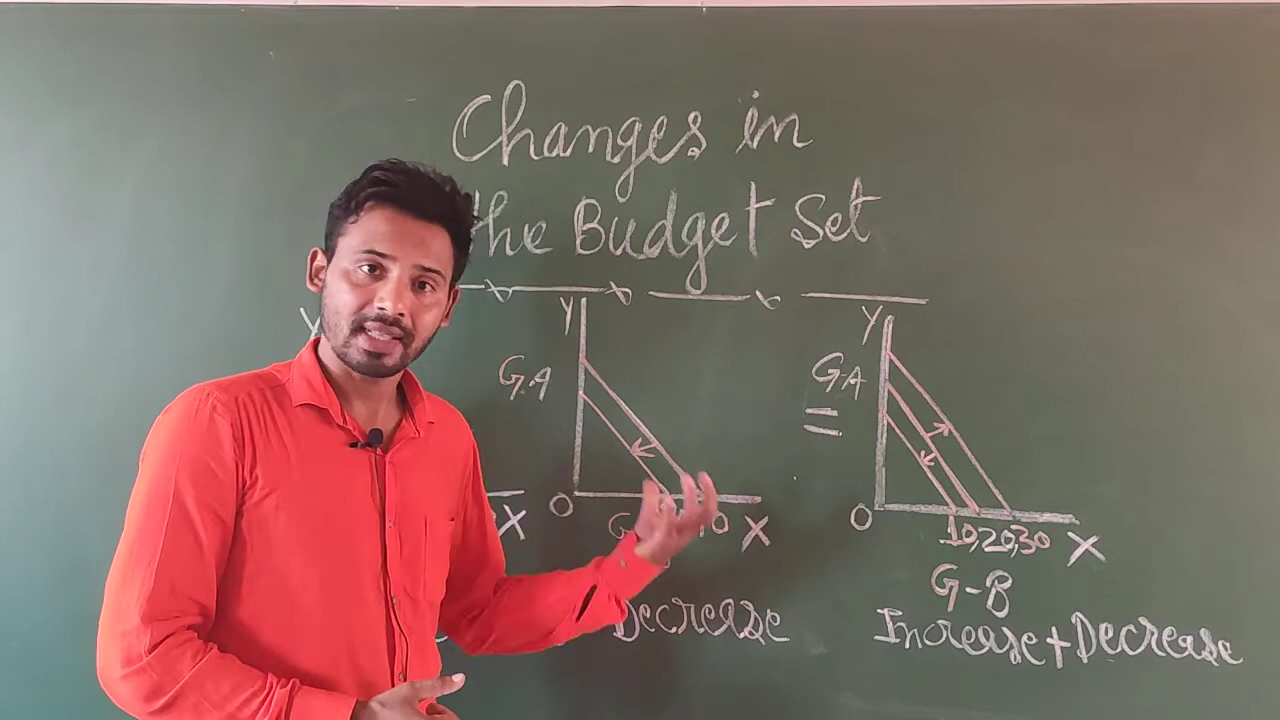 Changes in
the Budget Set
Y
G.A
O
X
Decrease
Y
G-A
O
10,20,30
X
G-B
Increase + Decrease
Y
X